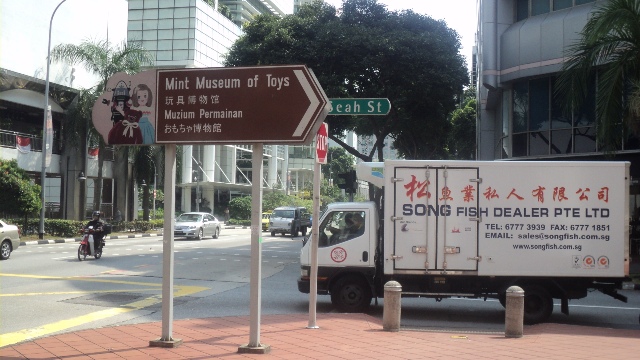 Mint Museum of Toys
玩具博物馆
Muzium Permainan
おもちゃ博物館
Seah St
松魚業私人有限公司
SONG FISH DEALER PTE LTD
TEL: 6777 3939 FAX: 6777 1851
EMAIL: sales@songfish.com.sg
www.songfish.com.sg